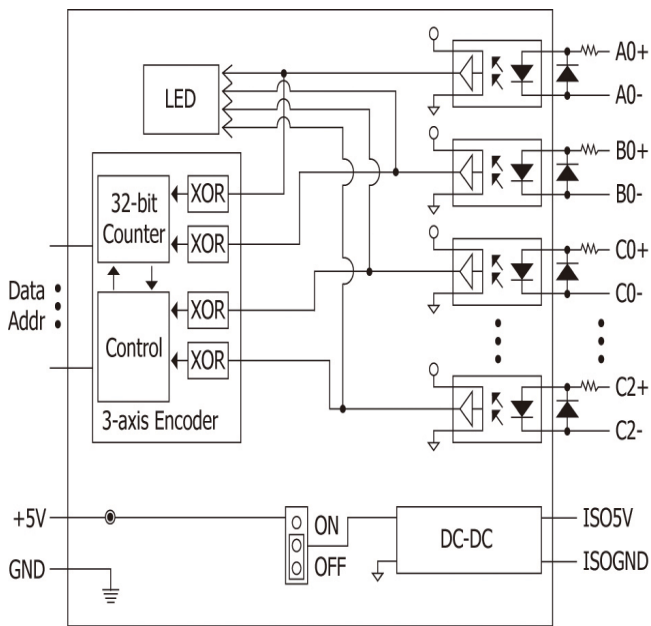 A0+
LED
A0-
B0+
32-bit
Counter
XOR
B0-
XOR
C0+
Data
Addr
C0-
XOR
Control
XOR
C2+
3-axis Encoder
C2-
+5V
ON
DC-DC
ISO5V
GND
OFF
ISOGND